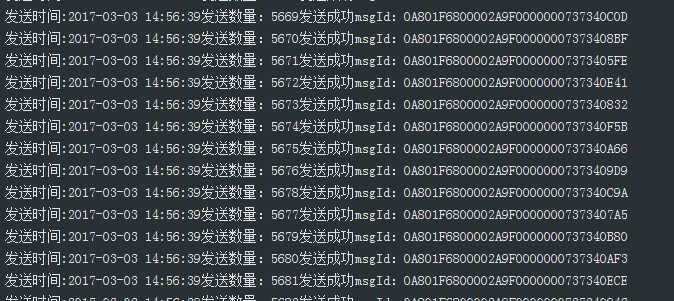 发送时间:2017-03-03 14:56:39发送数量：5669发送成功msgId：0A801F6800002A9F0000000737340C0D
发送时间:2017-03-03 14:56:39发送数量：5670发送成功msgId：0A801F6800002A9F00000007373408BF
发送时间:2017-03-03 14:56:39发送数量：5671发送成功msgId：0A801F6800002A9F00000007373405FE
发送时间:2017-03-03 14:56:39发送数量：5672发送成功msgId：0A801F6800002A9F0000000737340E41
发送时间:2017-03-03 14:56:39发送数量：5673发送成功msgId：0A801F6800002A9F0000000737340832
发送时间:2017-03-03 14:56:39发送数量：5674发送成功msgId：0A801F6800002A9F0000000737340F5B
发送时间:2017-03-03 14:56:39发送数量：5675发送成功msgId：0A801F6800002A9F0000000737340A66
发送时间:2017-03-03 14:56:39发送数量：5676发送成功msgId：0A801F6800002A9F00000007373409D9
发送时间:2017-03-03 14:56:39发送数量：5678发送成功msgId：0A801F6800002A9F0000000737340C9A
发送时间:2017-03-03 14:56:39发送数量：5677发送成功msgId：0A801F6800002A9F00000007373407A5
发送时间:2017-03-03 14:56:39发送数量：5679发送成功msgId：0A801F6800002A9F0000000737340B80
发送时间:2017-03-03 14:56:39发送数量：5680发送成功msgId：0A801F6800002A9F0000000737340AF3
发送时间:2017-03-03 14:56:39发送数量：5681发送成功msgId：0A801F6800002A9F0000000737340ECE